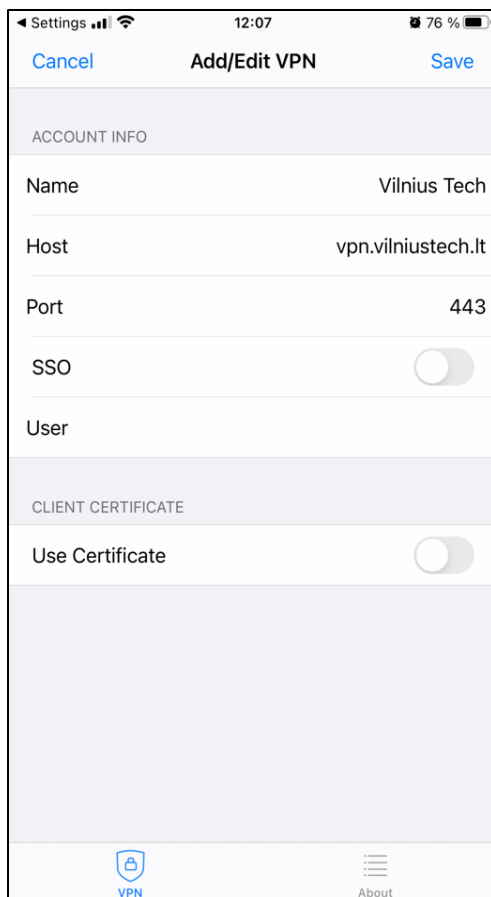 Settings 12:07 76 %
Cancel Add/Edit VPN Save
ACCOUNT INFO
Name Vilnius Tech
Host vpn.vilniustech.lt
Port 443
SSO
User
CLIENT CERTIFICATE
Use Certificate
VPN About